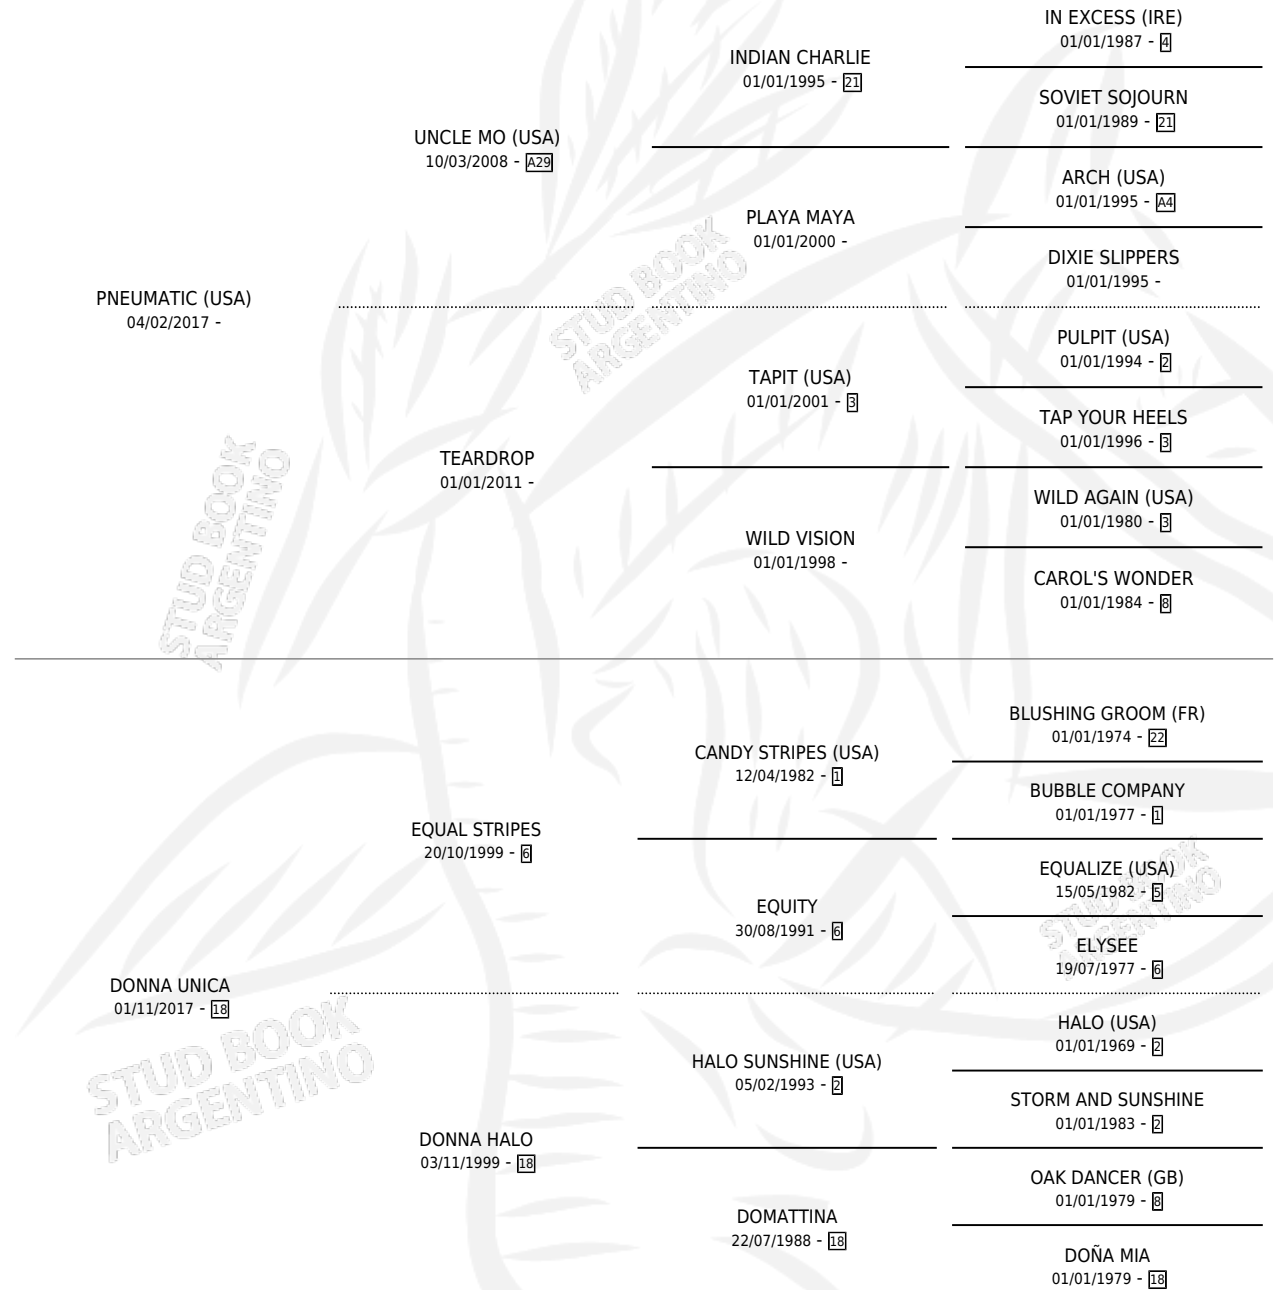 IN EXCESS (IRE)
01/01/1987 - 4
INDIAN CHARLIE
01/01/1995 - 21
SOVIET SOJOURN
01/01/1989 - 21
UNCLE MO (USA)
10/03/2008 - A29
ARCH (USA)
01/01/1995 - A4
PLAYA MAYA
01/01/2000 -
DIXIE SLIPPERS
01/01/1995 -
PNEUMATIC (USA)
04/02/2017 -
PULPIT (USA)
01/01/1994 - 2
TAPIT (USA)
01/01/2001 - 3
TAP YOUR HEELS
01/01/1996 - 3
TEARDROP
01/01/2011 -
WILD AGAIN (USA)
01/01/1980 - 3
WILD VISION
01/01/1998 -
CAROL'S WONDER
01/01/1984 - 8
BLUSHING GROOM (FR)
01/01/1974 - 22
CANDY STRIPES (USA)
12/04/1982 - 1
BUBBLE COMPANY
01/01/1977 - 1
EQUAL STRIPES
20/10/1999 - 6
EQUALIZE (USA)
15/05/1982 - 5
EQUITY
30/08/1991 - 6
ELYSEE
19/07/1977 - 6
DONNA UNICA
01/11/2017 - 18
HALO (USA)
01/01/1969 - 2
HALO SUNSHINE (USA)
05/02/1993 - 2
STORM AND SUNSHINE
01/01/1983 - 2
DONNA HALO
03/11/1999 - 18
OAK DANCER (GB)
01/01/1979 - 8
DOMATTINA
22/07/1988 - 18
DOÑA MIA
01/01/1979 - 18
STUD BOOK
ARGENTINO
STUD BOOK
ARGENTINO
STUD BOOK
ARGENTINO
STUD BOOK
ARGENTINO